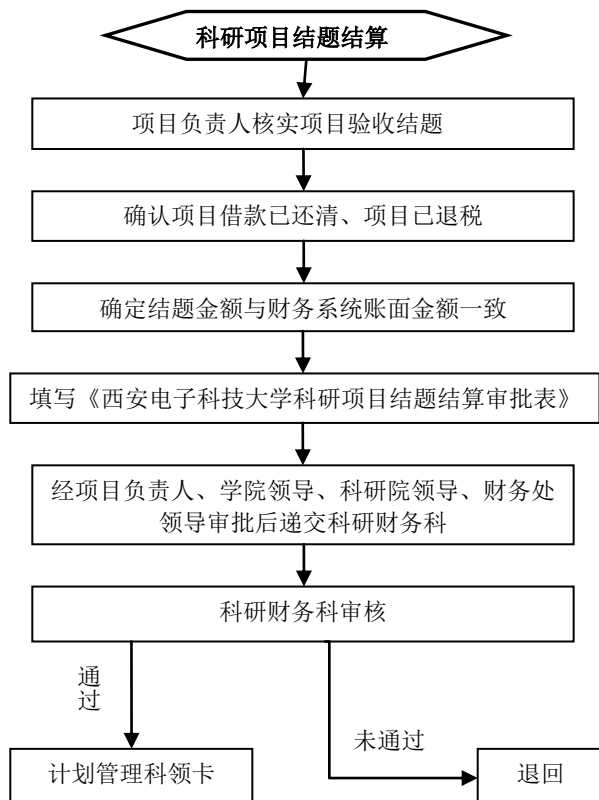 科研项目结题结算
项目负责人核实项目验收结题
确认项目借款已还清、项目已退税
确定结题金额与财务系统账面金额一致
填写《西安电子科技大学科研项目结题结算审批表》
经项目负责人、学院领导、科研院领导、财务处
领导审批后递交科研财务科
科研财务科审核
通过
未通过
计划管理科领卡
退回